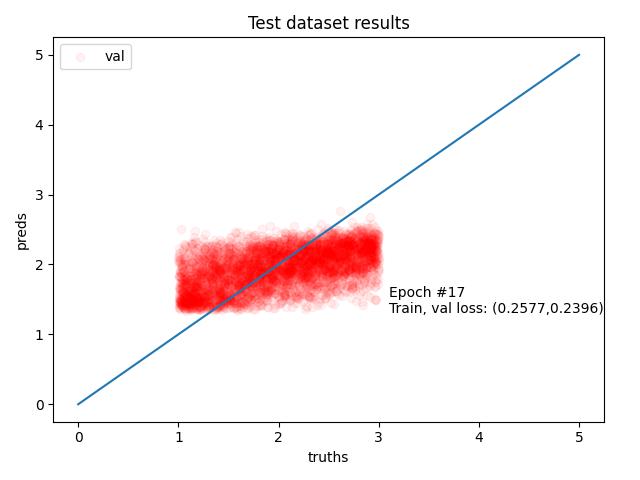 Test dataset results
val
5
4
3
2
1
0
preds
Epoch #17
Train, val loss: (0.2577,0.2396)
0 1 2 3 4 5
truths